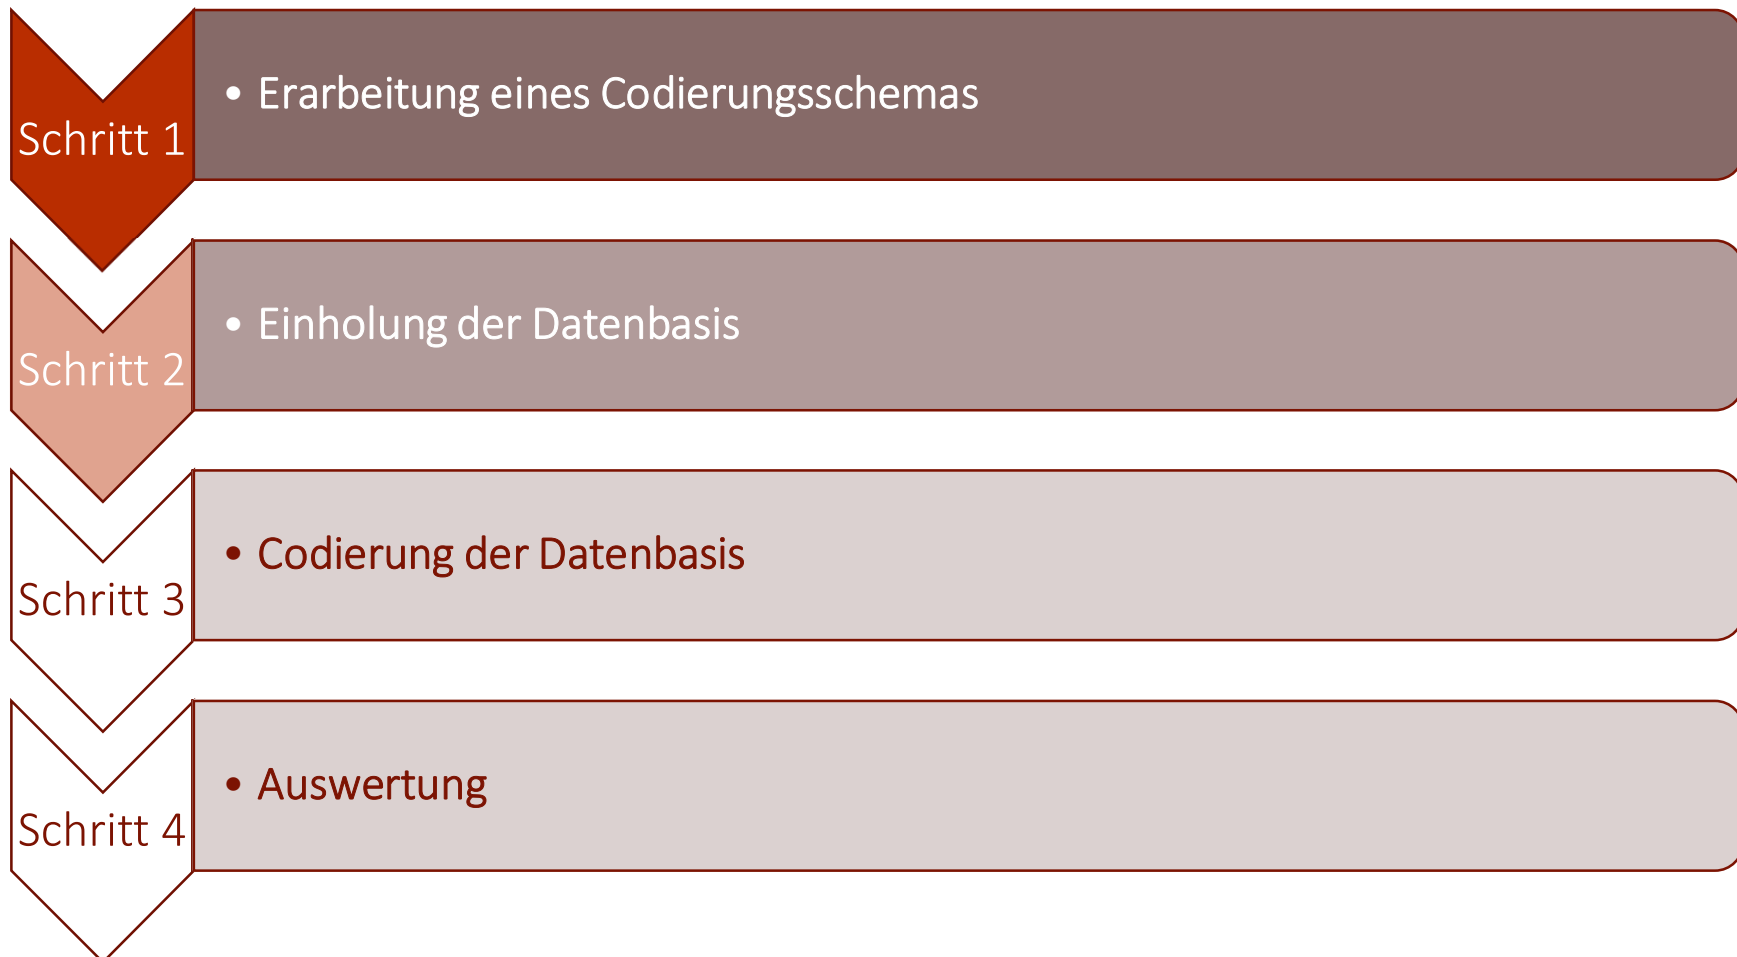 Schritt 1
• Erarbeitung eines Codierungsschemas
Schritt 2
• Einholung der Datenbasis
Schritt 3
• Codierung der Datenbasis
Schritt 4
• Auswertung